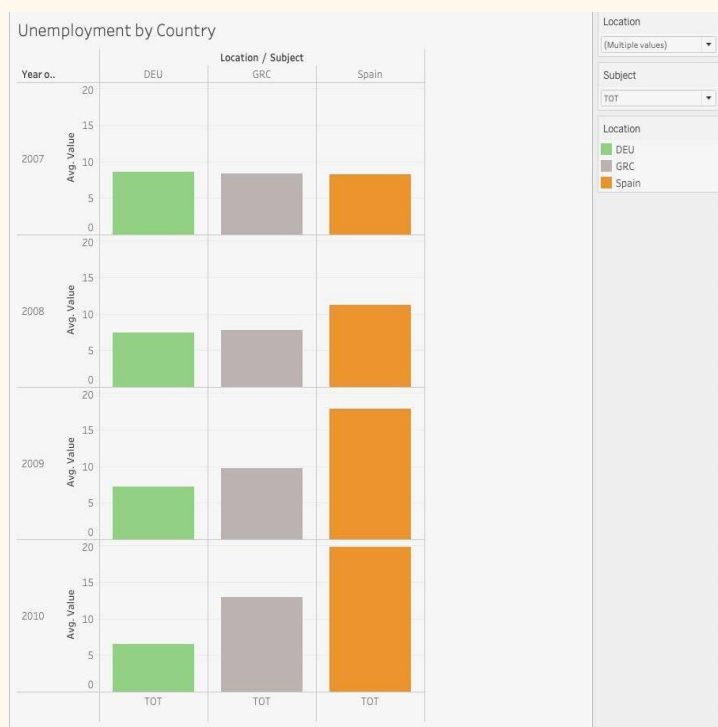 Unemployment by Country
Location / Subject
Year o.. DEU GRC Spain
2007 Avg. Value 20 15 10 5 0
2008 Avg. Value 20 15 10 5 0
2009 Avg. Value 20 15 10 5 0
2010 Avg. Value 20 15 10 5 0
TOT TOT TOT
Location
(Multiple values)
Subject
TOT
Location
DEU
GRC
Spain